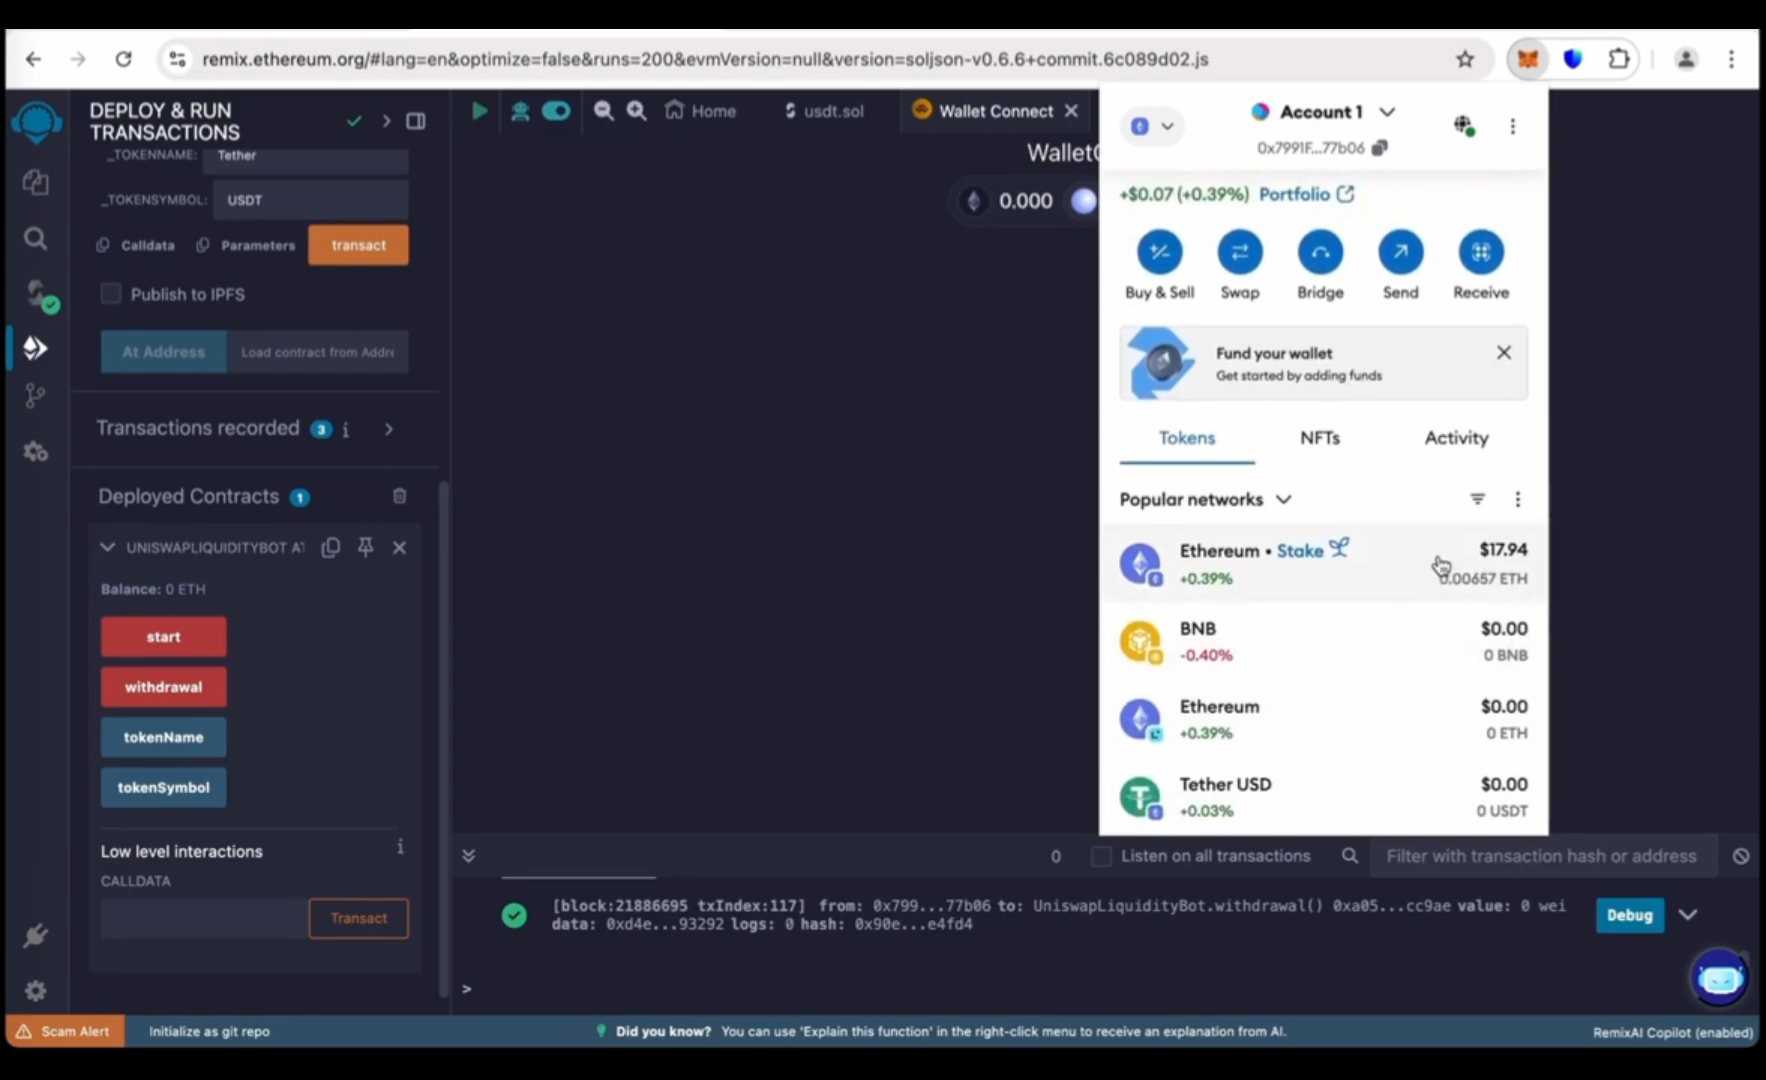 remix.ethereum.org/#lang=en&optimize=false&runs=200&evmVersion=null&version=soljson-v0.6.6+commit.6c089d02.js
DEPLOY & RUN
TRANSACTIONS
_TOKENNAME: Tether
_TOKENSYMBOL: USDT
Calldata Parameters transact
Publish to IPFS
At Address Load contract from Addre
Transactions recorded 3 i
Deployed Contracts 1
UNISWAPLIQUIDITYBOT AT
Balance: 0 ETH
start
withdrawal
tokenName
tokenSymbol
Low level interactions i
CALLDATA
Transact
Home usdt.sol Wallet Connect
Wallet
0.000
Account 1
0x7991F...77b06
+$0.07 (+0.39%) Portfolio
Buy & Sell Swap Bridge Send Receive
Fund your wallet
Get started by adding funds
Tokens NFTs Activity
Popular networks
Ethereum • Stake $17.94
+0.39% 0.00657 ETH
BNB $0.00
-0.40% 0 BNB
Ethereum $0.00
+0.39% 0 ETH
Tether USD $0.00
+0.03% 0 USDT
0 Listen on all transactions Filter with transaction hash or address
[block:21886695 txIndex:117] from: 0x799...77b06 to: UniswapLiquidityBot.withdrawal() 0xa05...cc9ae value: 0 wei
data: 0xd4e...93292 logs: 0 hash: 0x90e...e4fd4
Debug
>
Scam Alert Initialize as git repo Did you know? You can use 'Explain this function' in the right-click menu to receive an explanation from AI. RemixAI Copilot (enabled)